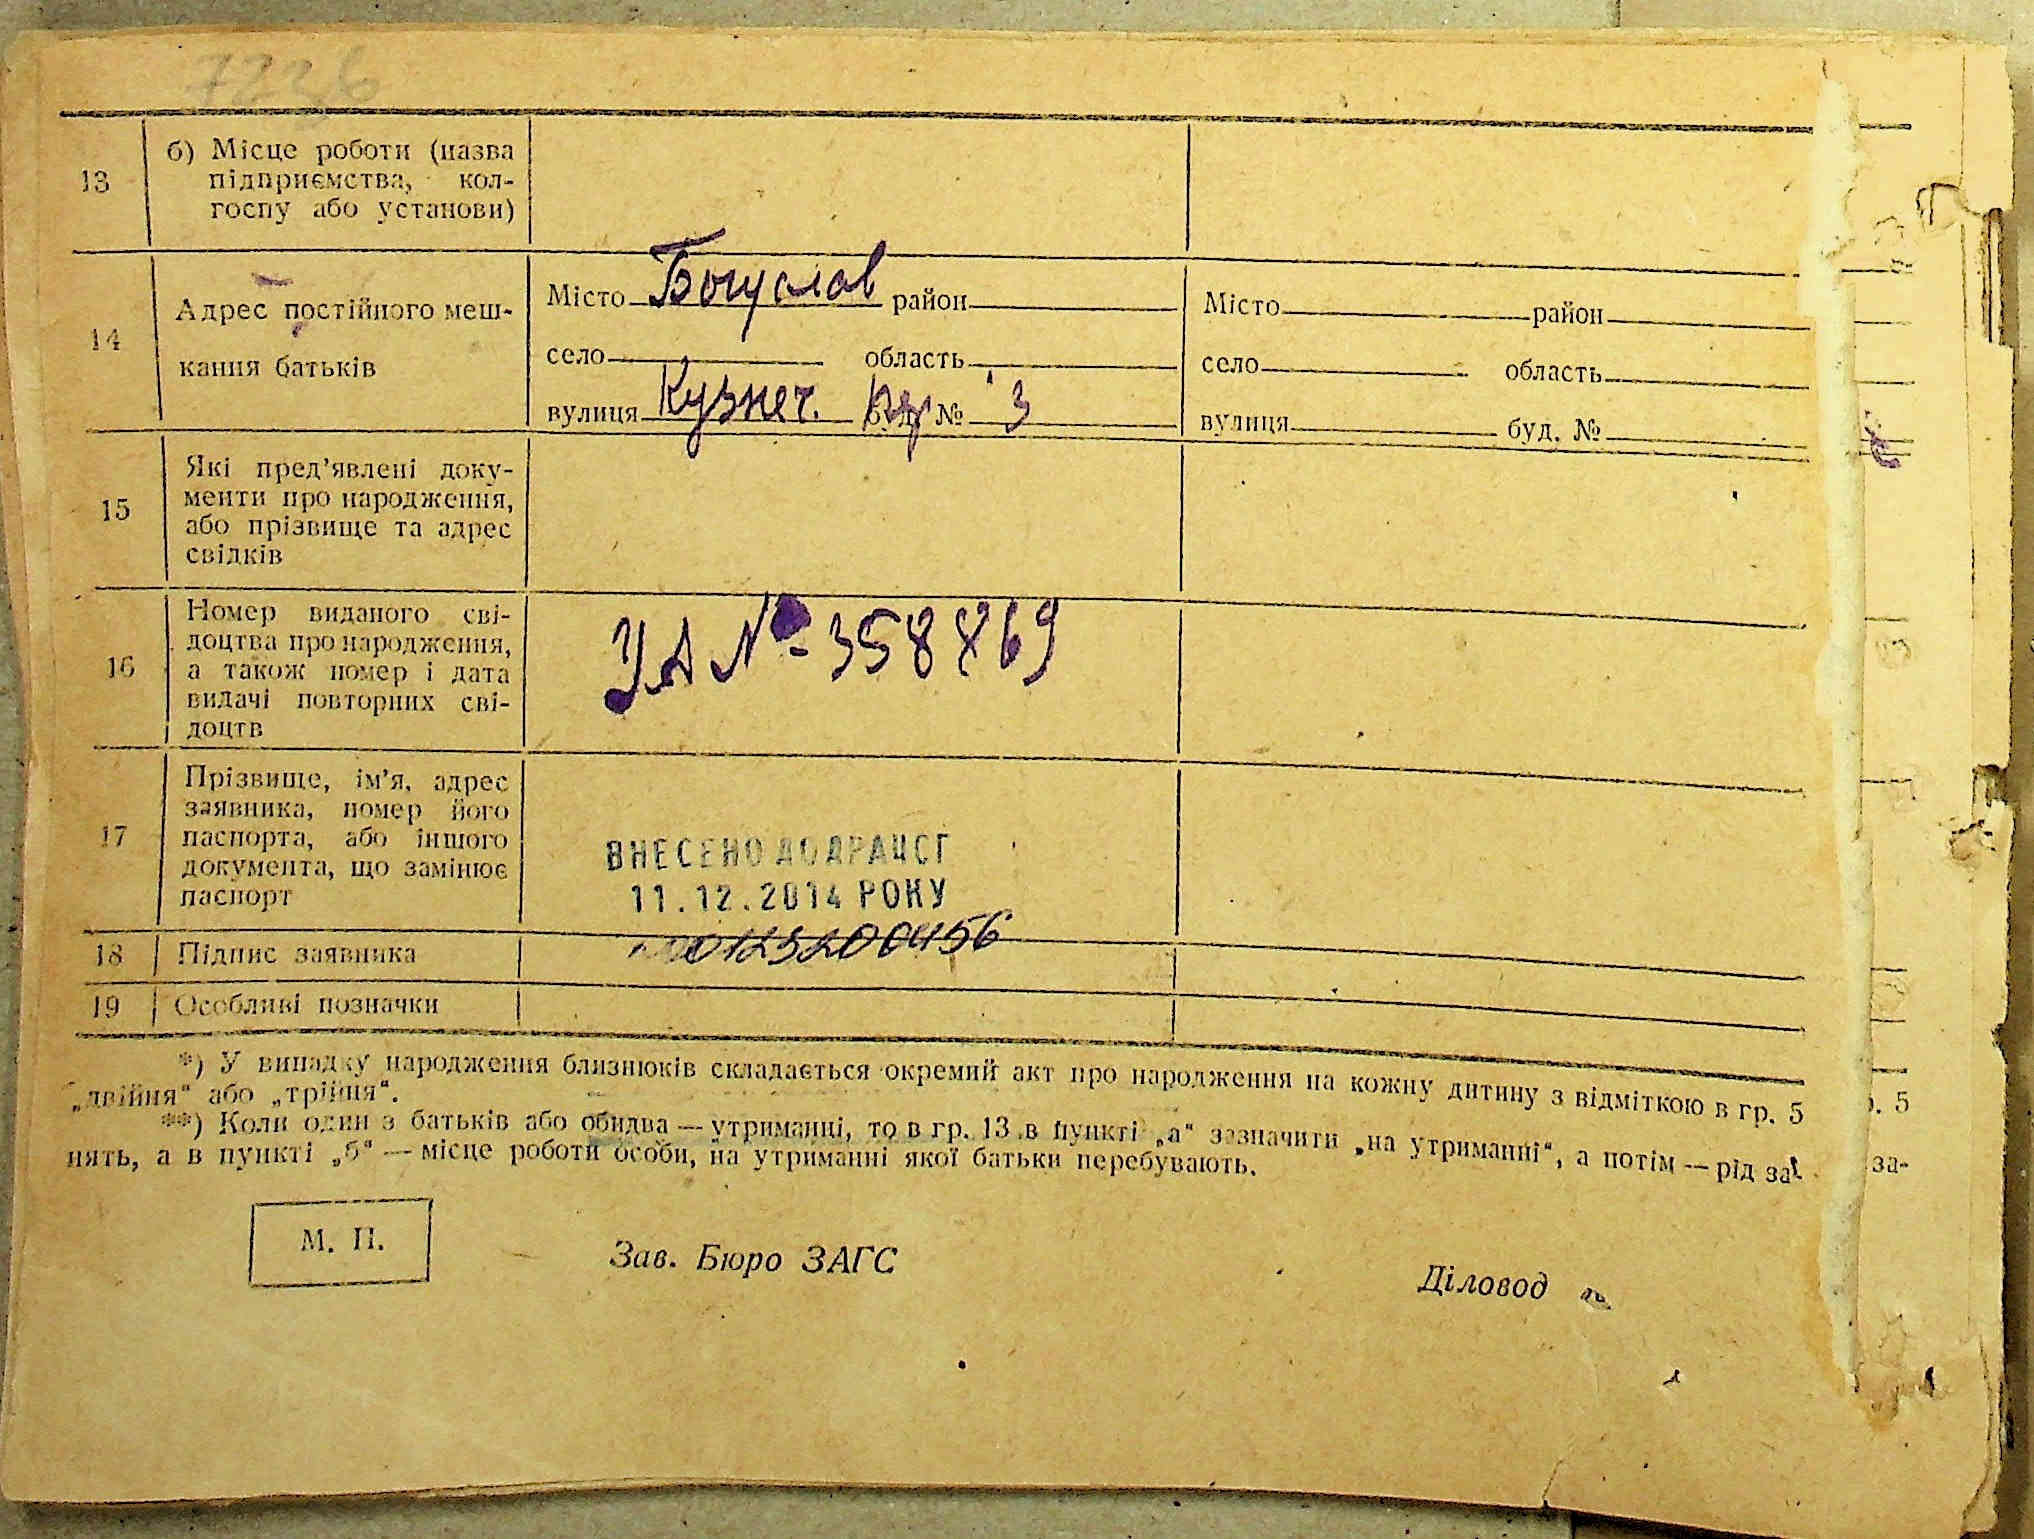 7236
13
б) Місце роботи (назва
підприємства, кол-
госпу або установи)
14
Адрес постійного меш-
кання батьків
Місто Богуслав район
село область
вулиця Кузнеч. буд. № 3
Місто район
село область
вулиця буд. №
15
Які пред’явлені доку-
менти про народження,
або прізвище та адрес
свідків
16
Номер виданого сві-
доцтва про народження,
а також номер і дата
видачі повторних сві-
доцтв
УА № 358869
17
Прізвище, ім’я, адрес
заявника, номер його
паспорта, або іншого
документа, що замінює
паспорт
ВНЕСЕНО ДО ДРАЦСГ
11.12.2014 РОКУ
18
Підпис заявника
0123200456
19
Особливі позначки
*) У випадку народження близнюків складається окремий акт про народження на кожну дитину з відміткою в гр. 5
„двійня“ або „трійня“.
**) Коли один з батьків або обидва — утриманці, то в гр. 13 в пункті „а“ зазначити „на утриманні“, а потім — рід за
нять, а в пункті „б“ — місце роботи особи, на утриманні якої батьки перебувають.
. 5
за-
М. П.
Зав. Бюро ЗАГС
Діловод